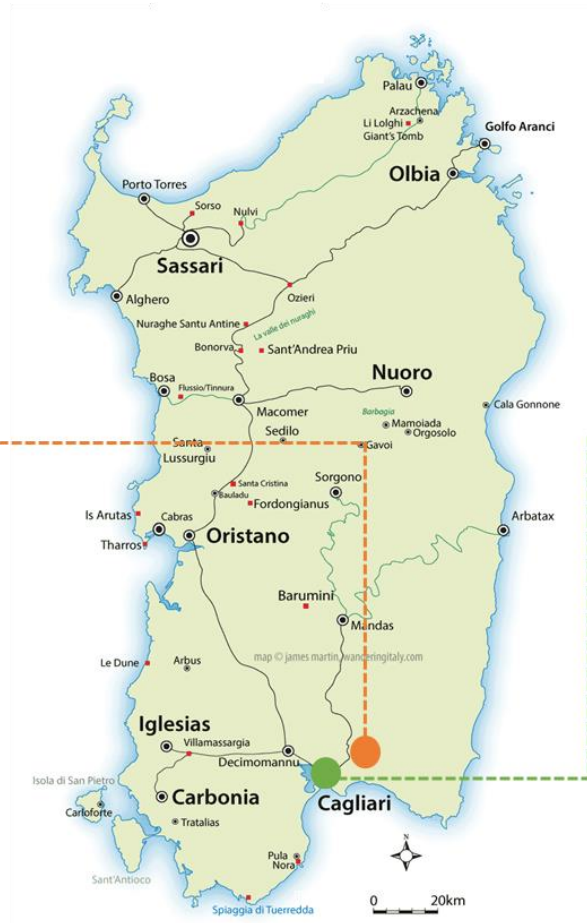 Palau
Arzachena
Li Lolghi
Giant's Tomb
Golfo Aranci
Olbia
Porto Torres
Sorso
Nulvi
Sassari
Ozieri
Alghero
La valle dei nuraghi
Nuraghe Santu Antine
Bonorva
Sant'Andrea Priu
Nuoro
Bosa
Flussio/Tinnura
Macomer
Cala Gonnone
Barbagia
Mamoiada
Orgosolo
Sedilo
Gavoi
Santa
Lussurgiu
Santa Cristina
Sorgono
Bauladu
Fordongianus
Is Arutas
Cabras
Oristano
Arbatax
Tharros
Barumini
Mandas
map © james martin, wanderingitaly.com
Le Dune
Arbus
Iglesias
Villamassargia
Decimomannu
Isola di San Pietro
Carbonia
Cagliari
Carloforte
Tratalias
N
Pula
Nora
Sant'Antioco
Spiaggia di Tuerredda
0 20km